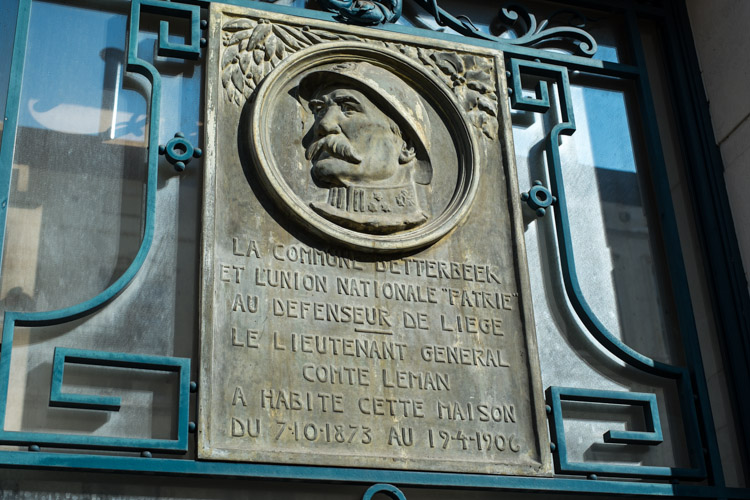 LA COMMUNE D'ETTERBEEK
ET L'UNION NATIONALE "PATRIE"
AU DEFENSEUR DE LIEGE
LE LIEUTENANT GENERAL
COMTE LEMAN
A HABITE CETTE MAISON
DU 7·10·1873 AU 19·4·1906